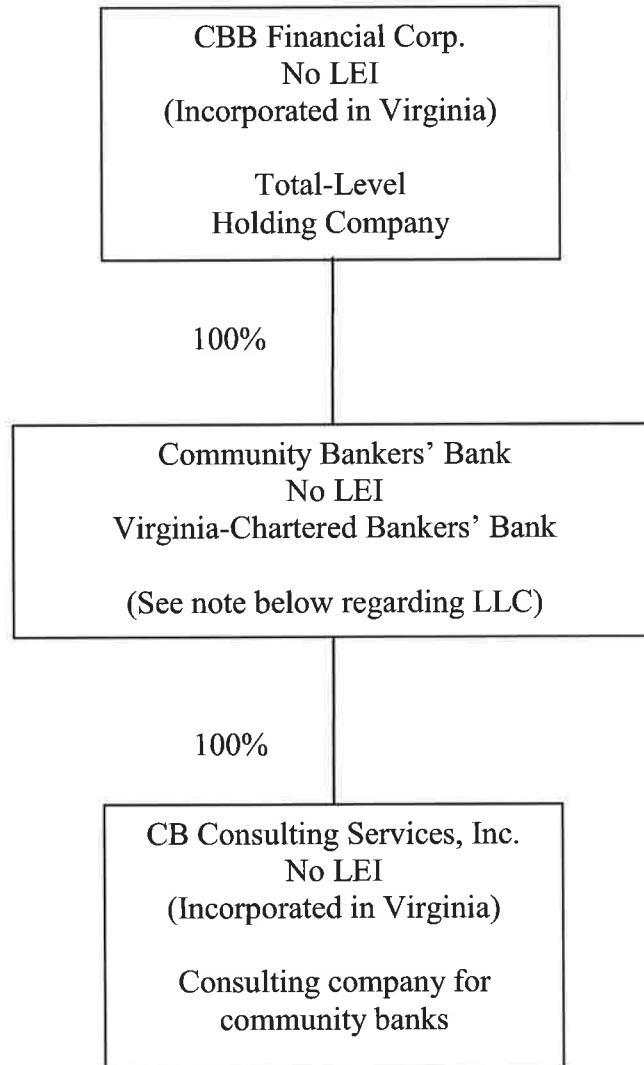 CBB Financial Corp.
No LEI
(Incorporated in Virginia)
Total-Level
Holding Company
100%
Community Bankers’ Bank
No LEI
Virginia-Chartered Bankers’ Bank
(See note below regarding LLC)
100%
CB Consulting Services, Inc.
No LEI
(Incorporated in Virginia)
Consulting company for
community banks